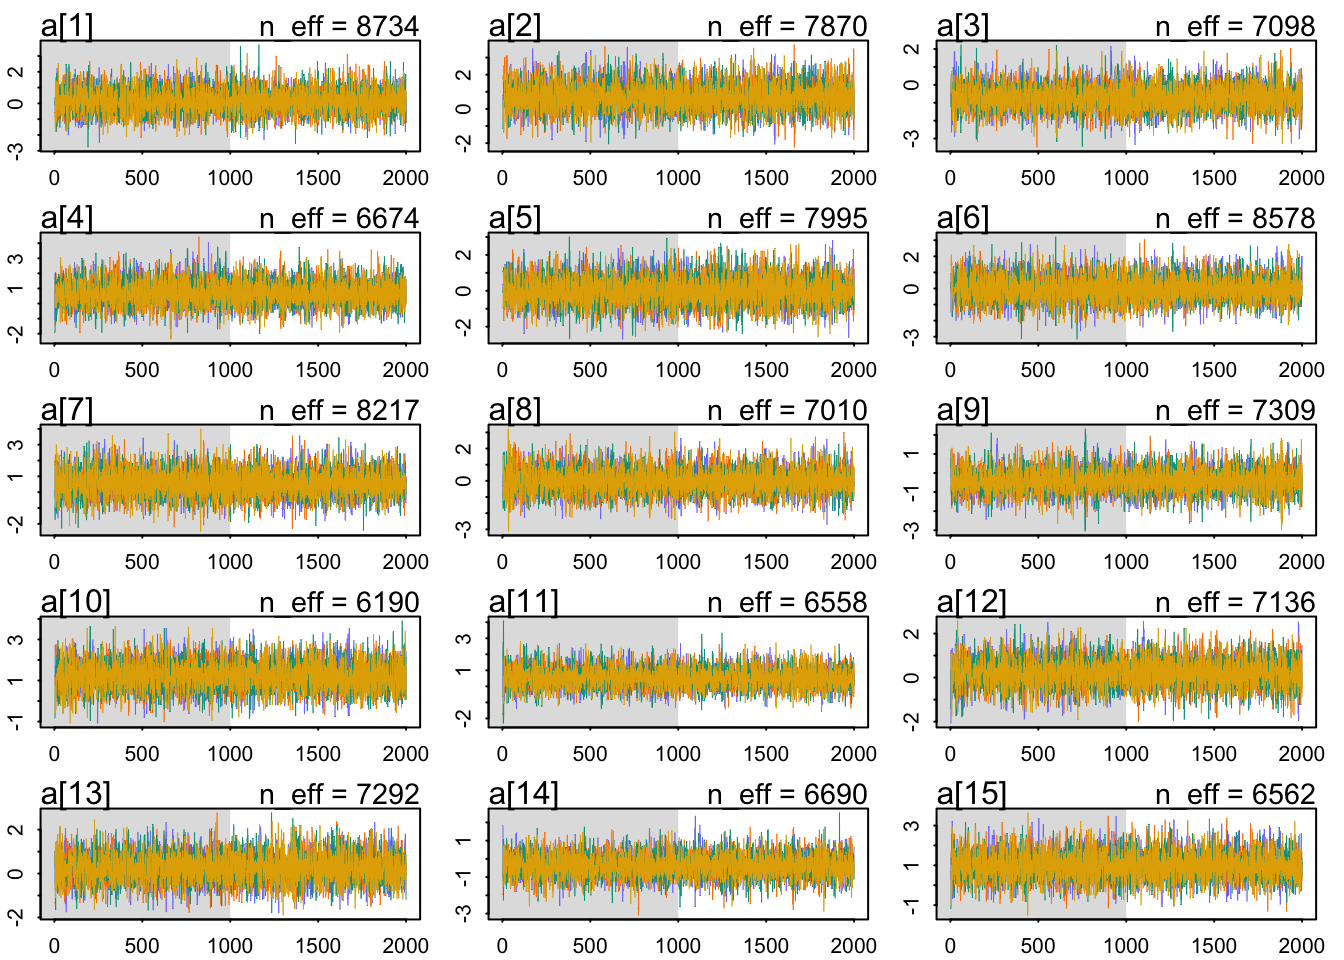 a[1] n_eff = 8734 a[2] n_eff = 7870 a[3] n_eff = 7098
-3 0 2 -2 0 2 -3 0 2
0 500 1000 1500 2000 0 500 1000 1500 2000 0 500 1000 1500 2000
a[4] n_eff = 6674 a[5] n_eff = 7995 a[6] n_eff = 8578
-2 1 3 -2 0 2 -3 0 2
0 500 1000 1500 2000 0 500 1000 1500 2000 0 500 1000 1500 2000
a[7] n_eff = 8217 a[8] n_eff = 7010 a[9] n_eff = 7309
-2 1 3 -3 0 2 -3 -1 1
0 500 1000 1500 2000 0 500 1000 1500 2000 0 500 1000 1500 2000
a[10] n_eff = 6190 a[11] n_eff = 6558 a[12] n_eff = 7136
-1 1 3 -2 1 3 -2 0 2
0 500 1000 1500 2000 0 500 1000 1500 2000 0 500 1000 1500 2000
a[13] n_eff = 7292 a[14] n_eff = 6690 a[15] n_eff = 6562
-2 0 2 -3 -1 1 -1 1 3
0 500 1000 1500 2000 0 500 1000 1500 2000 0 500 1000 1500 2000